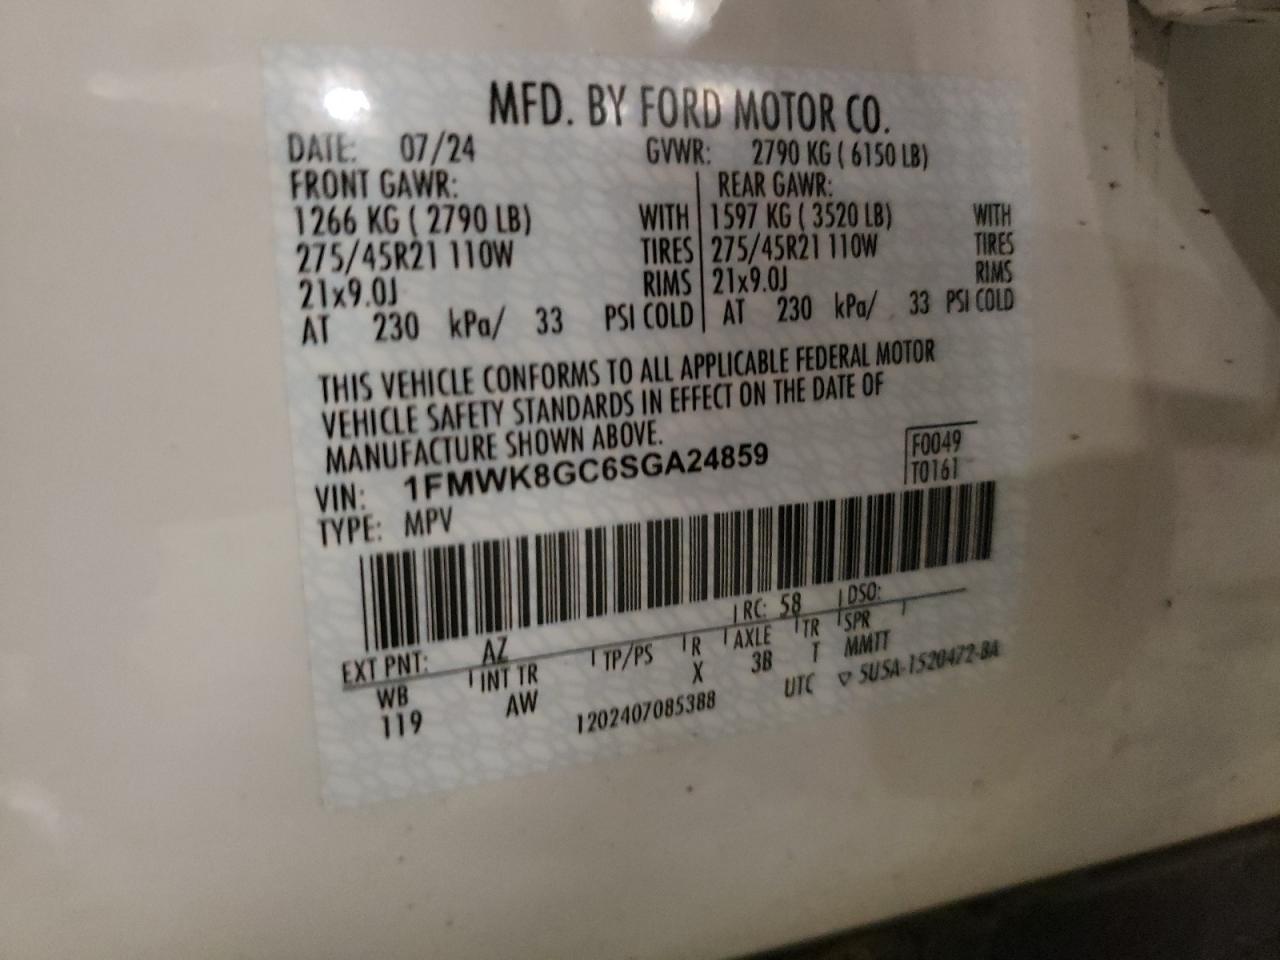 MFD. BY FORD MOTOR CO.
DATE: 07/24 GVWR: 2790 KG ( 6150 LB)
FRONT GAWR: REAR GAWR:
1266 KG ( 2790 LB) WITH 1597 KG ( 3520 LB) WITH
275/45R21 110W TIRES 275/45R21 110W TIRES
21x9.0J RIMS 21x9.0J RIMS
AT 230 kPa/ 33 PSI COLD AT 230 kPa/ 33 PSI COLD
THIS VEHICLE CONFORMS TO ALL APPLICABLE FEDERAL MOTOR
VEHICLE SAFETY STANDARDS IN EFFECT ON THE DATE OF
MANUFACTURE SHOWN ABOVE.
VIN: 1FMWK8GC6SGA24859 F0049
TYPE: MPV T0161
EXT PNT: AZ RC: 58 DSO:
WB INT TR TP/PS R AXLE TR SPR
119 AW X 3B T MMTT
1202407085388 UTC ▽ 5U5A-1520472-BA